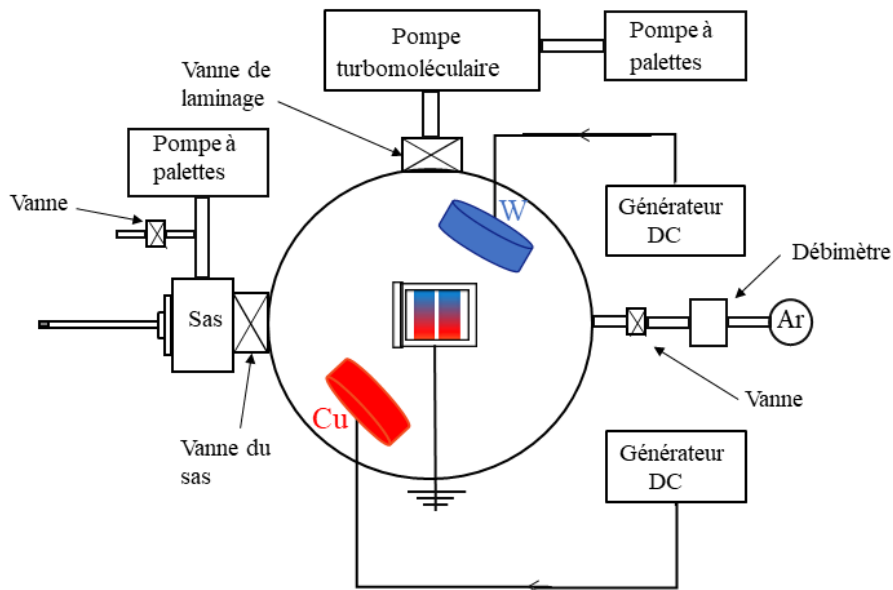 Pompe
turbomoléculaire
Pompe à
palettes
Vanne de
laminage
Pompe à
palettes
Vanne
W
Générateur
DC
Débimètre
Sas
Ar
Vanne
Cu
Vanne du
sas
Générateur
DC